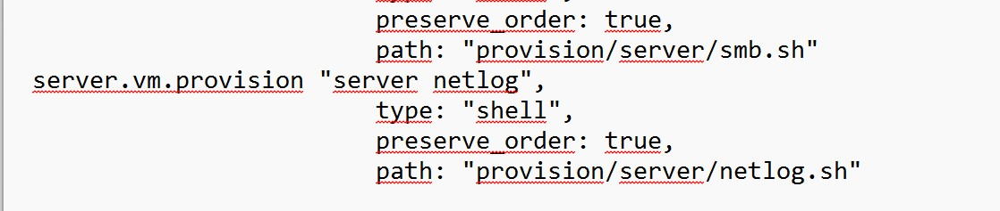 preserve_order: true,
path: "provision/server/smb.sh"
server.vm.provision "server netlog",
type: "shell",
preserve_order: true,
path: "provision/server/netlog.sh"